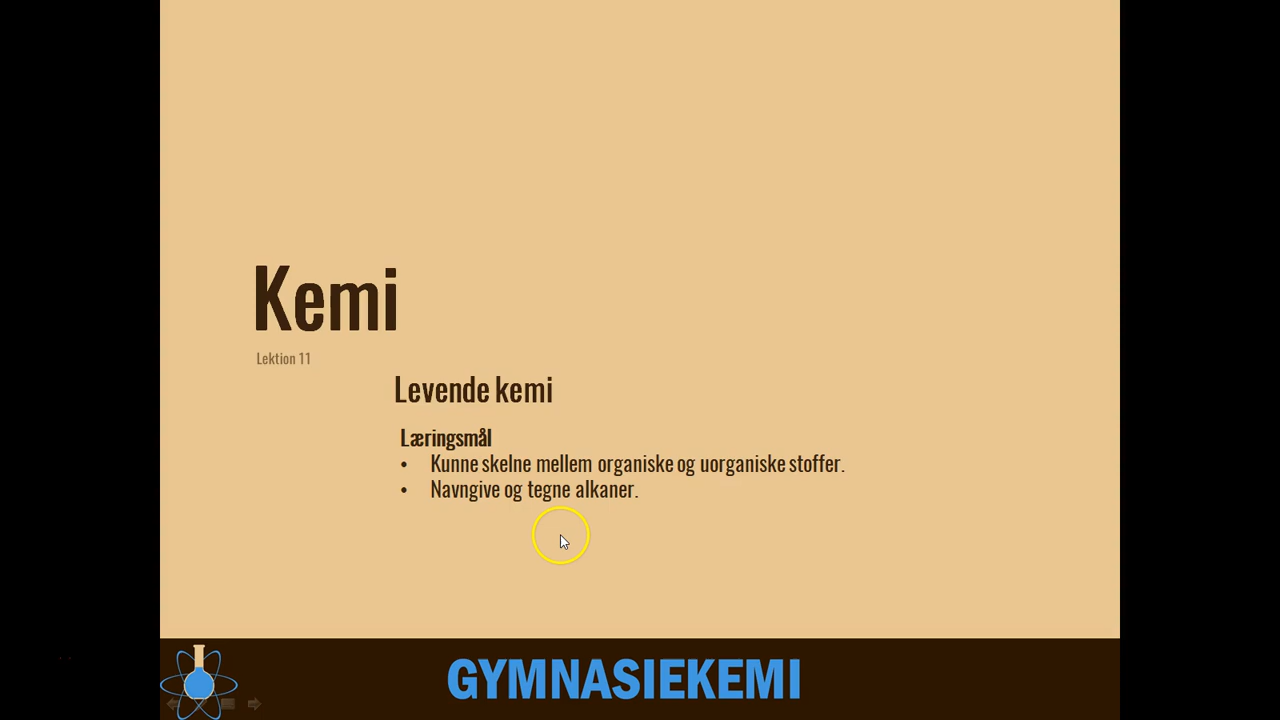 Kemi
Lektion 11
Levende kemi
Læringsmål
• Kunne skelne mellem organiske og uorganiske stoffer.
• Navngive og tegne alkaner.
GYMNASIEKEMI